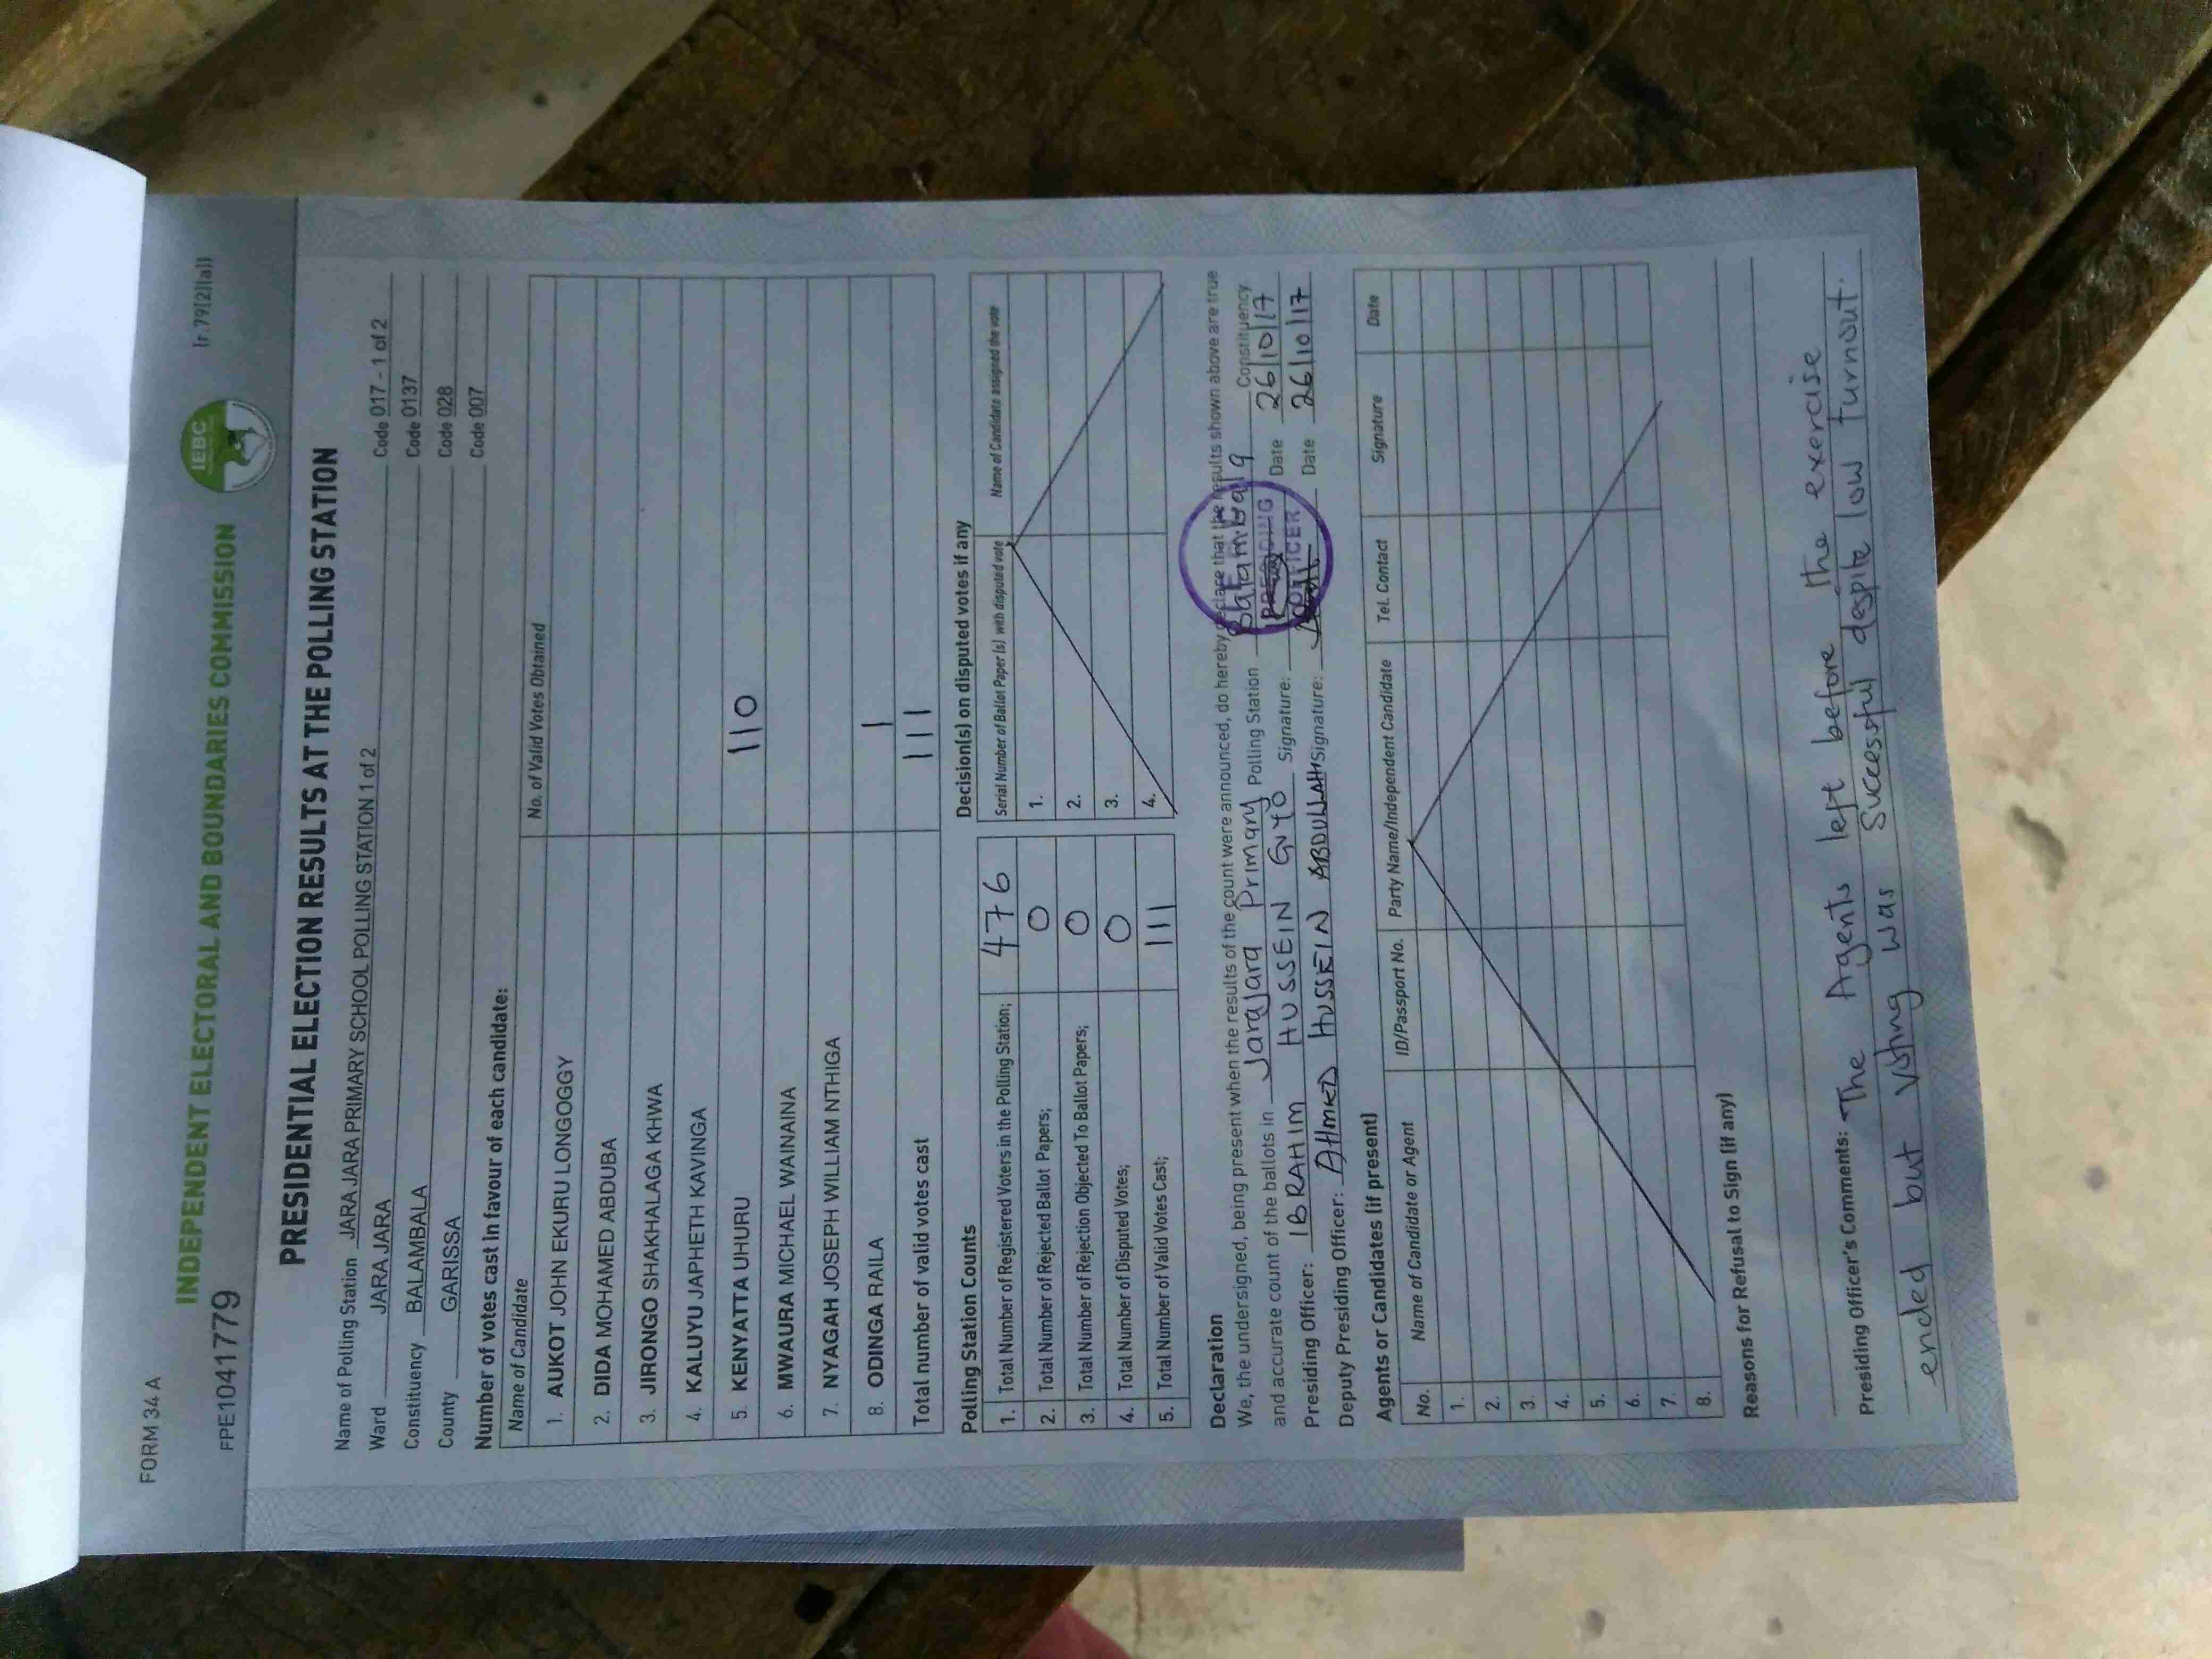 FORM 34 A
(r.79(2)(a))
INDEPENDENT ELECTORAL AND BOUNDARIES COMMISSION
IEBC
FPE1041779
PRESIDENTIAL ELECTION RESULTS AT THE POLLING STATION
Name of Polling Station JARA JARA PRIMARY SCHOOL POLLING STATION 1 of 2 Code 017 - 1 of 2
Ward JARA JARA Code 0137
Constituency BALAMBALA Code 028
County GARISSA Code 007
Number of votes cast in favour of each candidate:
Name of Candidate No. of Valid Votes Obtained
1. AUKOT JOHN EKURU LONGOGGY
2. DIDA MOHAMED ABDUBA
3. JIRONGO SHAKHALAGA KHWA
4. KALUYU JAPHETH KAVINGA
5. KENYATTA UHURU 110
6. MWAURA MICHAEL WAINAINA
7. NYAGAH JOSEPH WILLIAM NTHIGA
8. ODINGA RAILA 1
Total number of valid votes cast 111
Polling Station Counts
1. Total Number of Registered Voters in the Polling Station; 476
2. Total Number of Rejected Ballot Papers; 0
3. Total Number of Rejection Objected To Ballot Papers; 0
4. Total Number of Disputed Votes; 0
5. Total Number of Valid Votes Cast; 111
Decision(s) on disputed votes if any
Serial Number of Ballot Paper (s) with disputed vote Name of Candidate assigned the vote
1.
2.
3.
4.
Declaration
We, the undersigned, being present when the results of the count were announced, do hereby declare that the results shown above are true
and accurate count of the ballots in Jarajara Primary Polling Station Balambala Constituency
Presiding Officer: IBRAHIM HUSSEIN GUYO Signature: Date 26/10/17
Deputy Presiding Officer: AHMED HUSSEIN ABDULLAHI Signature: Date 26/10/17
PRESIDING
OFFICER
Agents or Candidates (if present)
No. Name of Candidate or Agent ID/Passport No. Party Name/Independent Candidate Tel. Contact Signature Date
1.
2.
3.
4.
5.
6.
7.
8.
Reasons for Refusal to Sign (if any)
Presiding Officer's Comments: The Agents left before the exercise
ended but voting was successful despite low turnout.